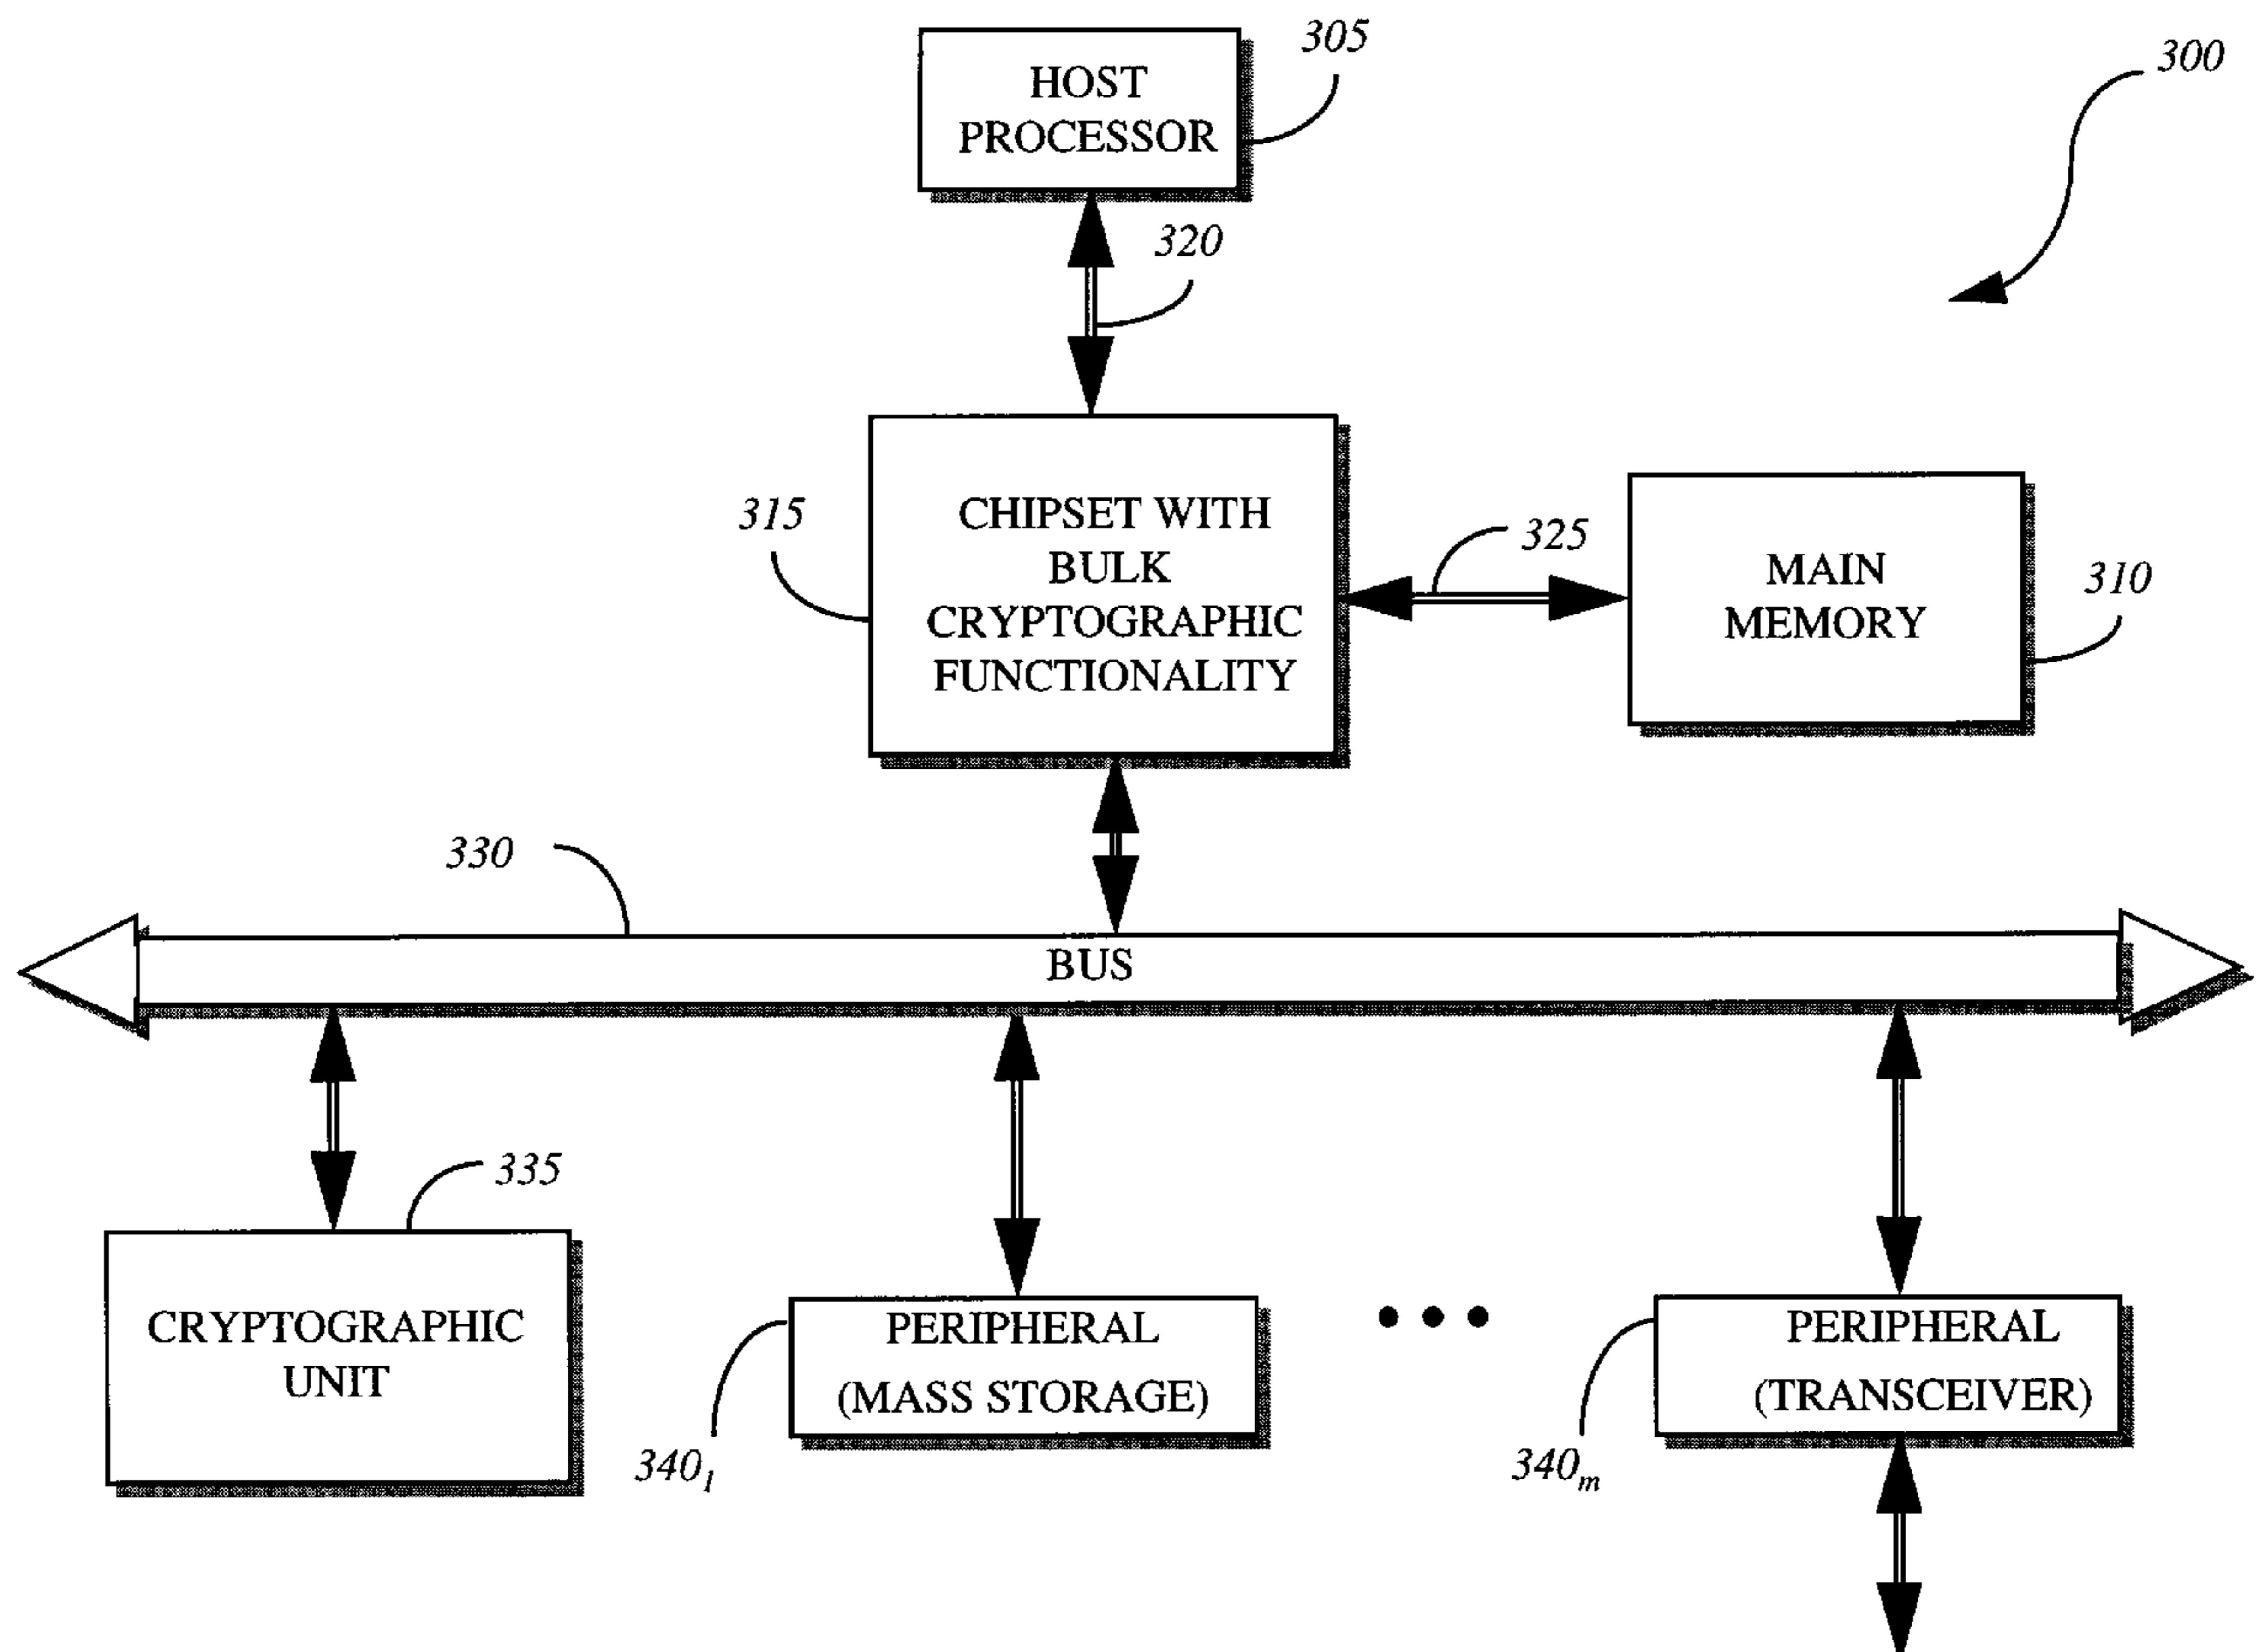 305
300
HOST
PROCESSOR
320
315
CHIPSET WITH
BULK
CRYPTOGRAPHIC
FUNCTIONALITY
325
MAIN
MEMORY
310
330
BUS
335
CRYPTOGRAPHIC
UNIT
PERIPHERAL
(MASS STORAGE)
340₁
• • •
PERIPHERAL
(TRANSCEIVER)
340ₘ